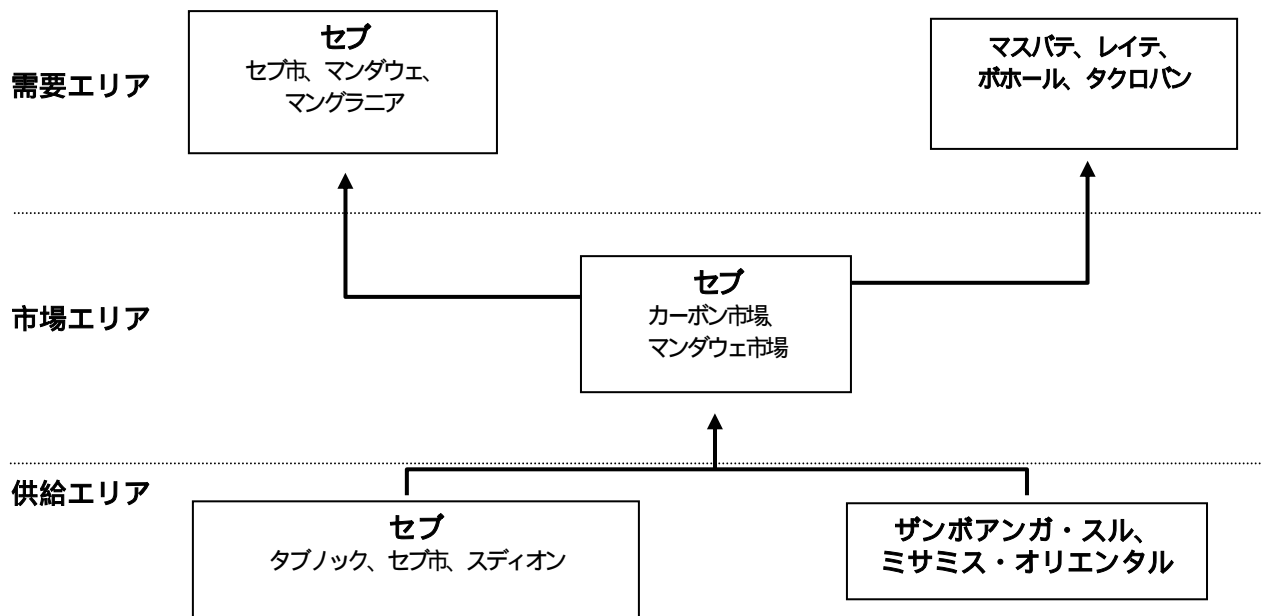 需要エリア
セブ
セブ市、マンダウェ、
マングラニア
マスバテ、レイテ、
ボホール、タクロバン
市場エリア
セブ
カーボン市場、
マンダウェ市場
供給エリア
セブ
タブノック、セブ市、スディオン
ザンボアンガ・スル、
ミサミス・オリエンタル